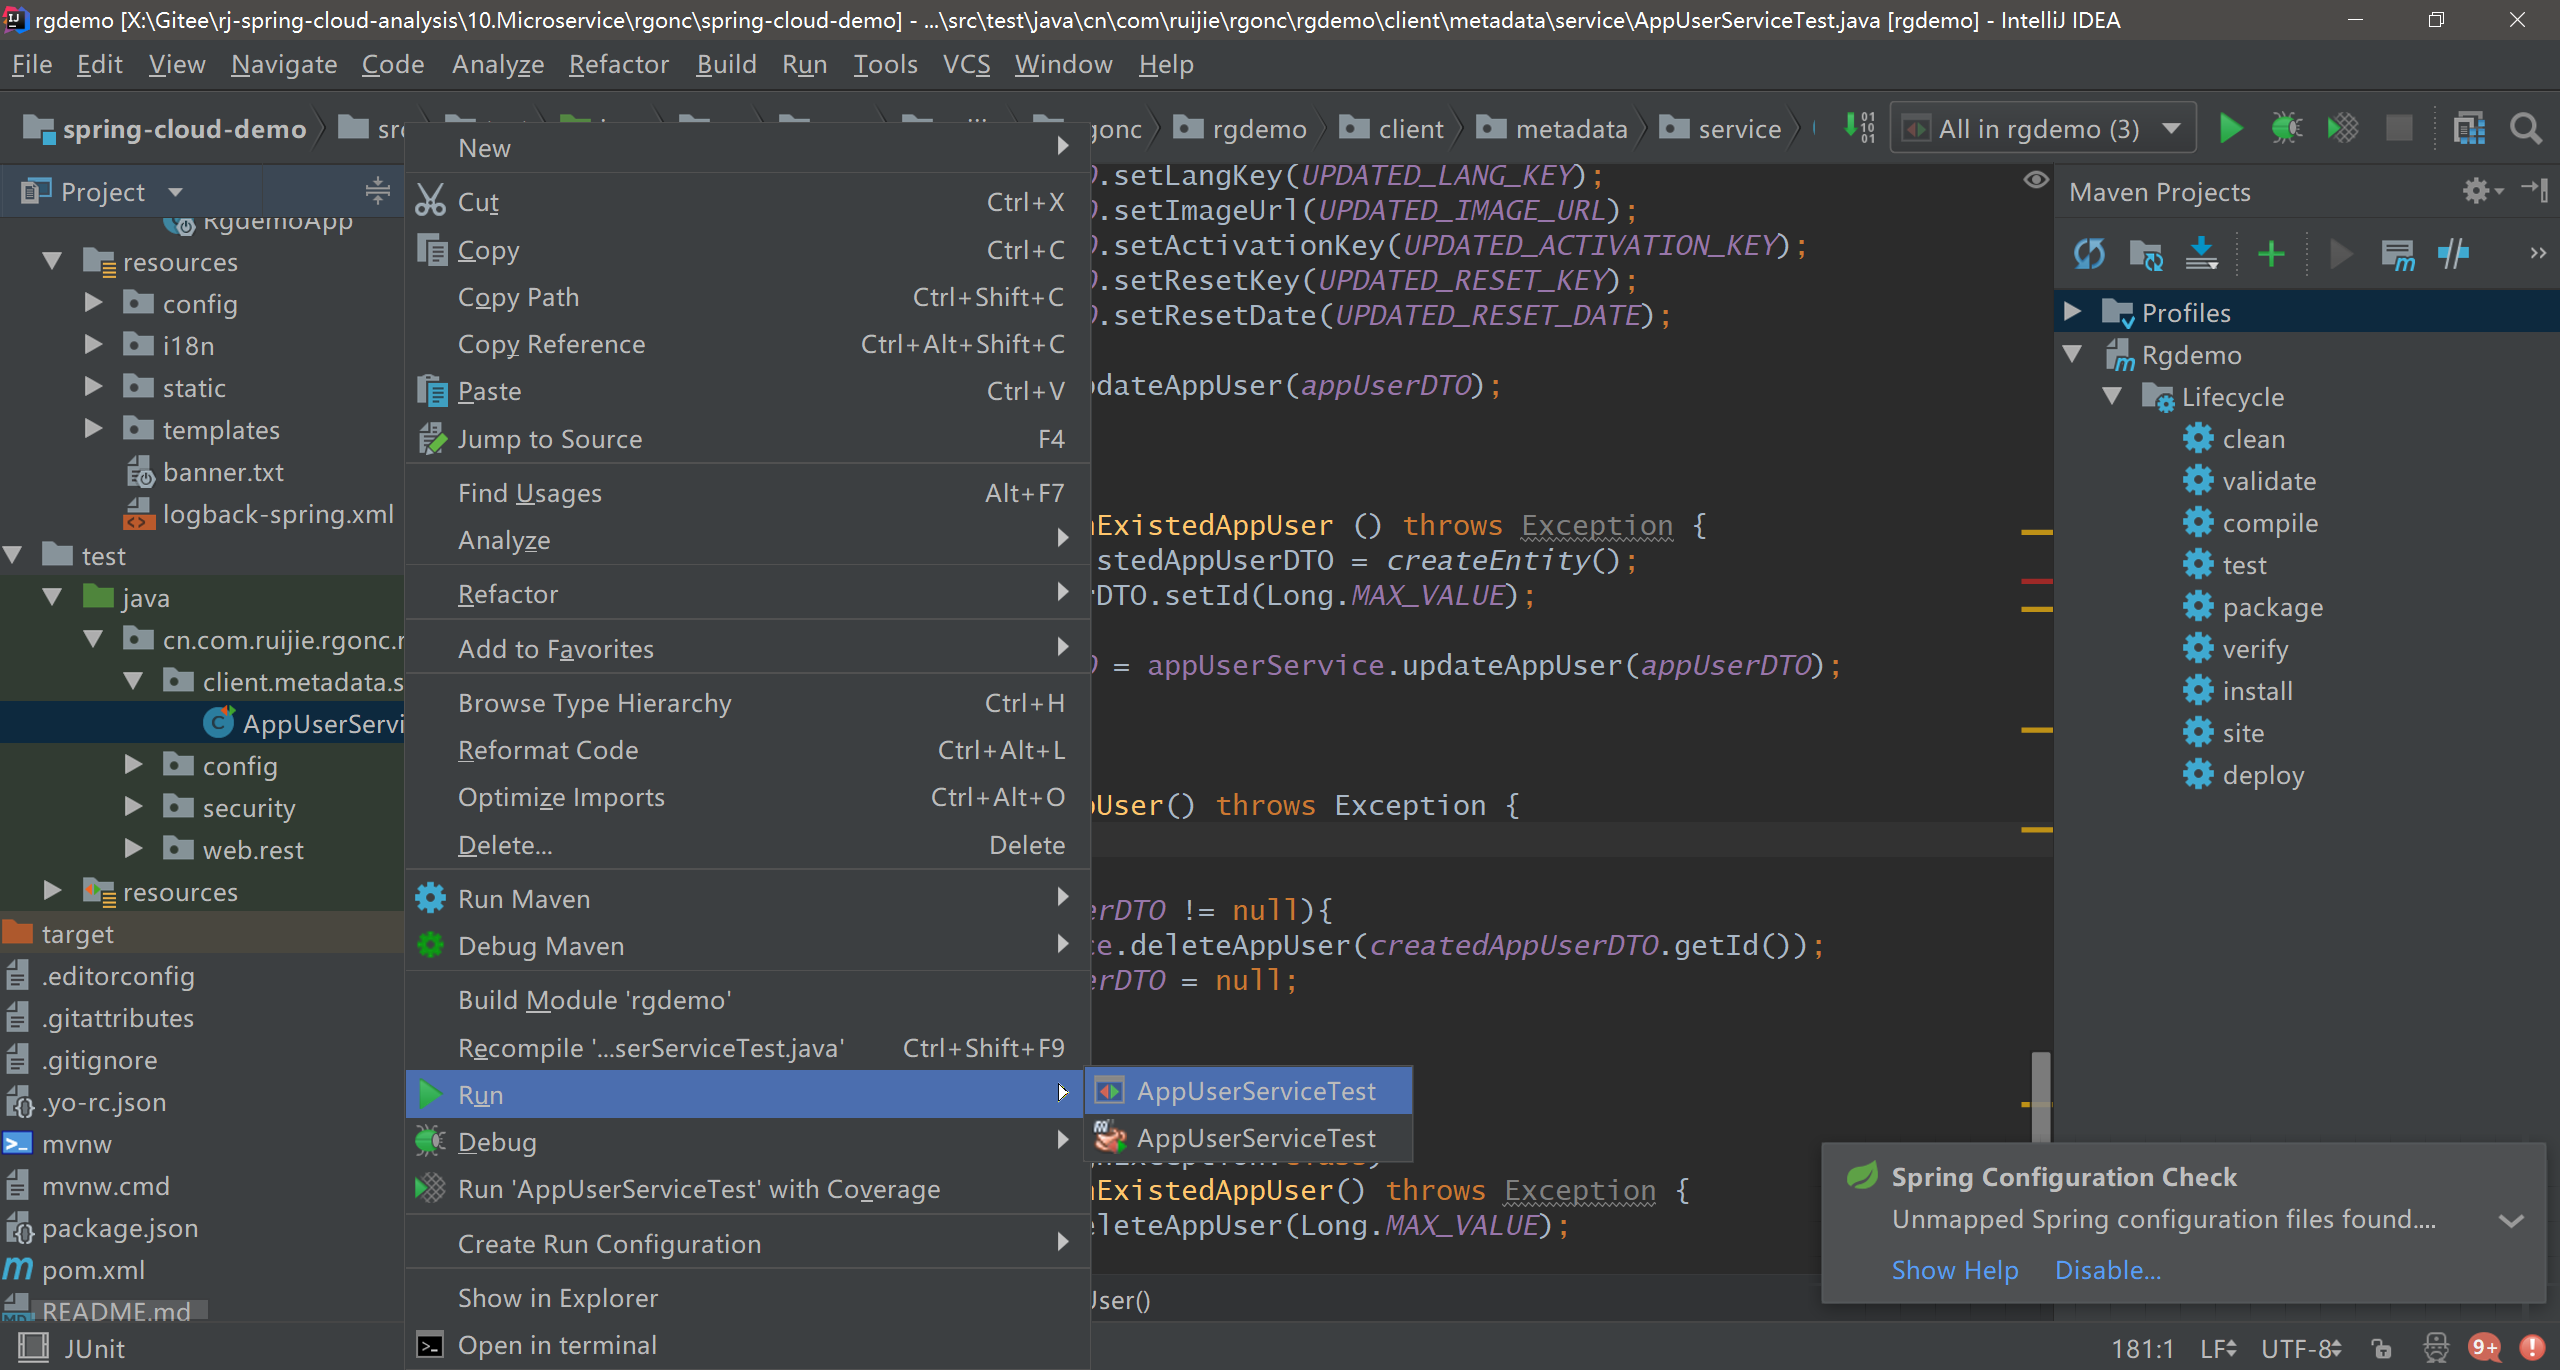 rgdemo [X:\Gitee\rj-spring-cloud-analysis\10.Microservice\rgonc\spring-cloud-demo] - ...\src\test\java\cn\com\ruijie\rgonc\rgdemo\client\metadata\service\AppUserServiceTest.java [rgdemo] - IntelliJ IDEA
File Edit View Navigate Code Analyze Refactor Build Run Tools VCS Window Help
spring-cloud-demo gonc rgdemo client metadata service All in rgdemo (3)
Project
RgdemoApp
resources
config
i18n
static
templates
banner.txt
logback-spring.xml
test
java
cn.com.ruijie.rgonc.r
client.metadata.s
AppUserServi
config
security
web.rest
resources
target
.editorconfig
.gitattributes
.gitignore
.yo-rc.json
mvnw
mvnw.cmd
package.json
pom.xml
README.md
New
Cut Ctrl+X
Copy Ctrl+C
Copy Path Ctrl+Shift+C
Copy Reference Ctrl+Alt+Shift+C
Paste Ctrl+V
Jump to Source F4
Find Usages Alt+F7
Analyze
Refactor
Add to Favorites
Browse Type Hierarchy Ctrl+H
Reformat Code Ctrl+Alt+L
Optimize Imports Ctrl+Alt+O
Delete... Delete
Run Maven
Debug Maven
Build Module 'rgdemo'
Recompile '...serServiceTest.java' Ctrl+Shift+F9
Run
Debug
Run 'AppUserServiceTest' with Coverage
Create Run Configuration
Show in Explorer
Open in terminal
AppUserServiceTest
AppUserServiceTest
.setLangKey(UPDATED_LANG_KEY);
.setImageUrl(UPDATED_IMAGE_URL);
.setActivationKey(UPDATED_ACTIVATION_KEY);
.setResetKey(UPDATED_RESET_KEY);
.setResetDate(UPDATED_RESET_DATE);
dateAppUser(appUserDTO);
ExistedAppUser () throws Exception {
stedAppUserDTO = createEntity();
DTO.setId(Long.MAX_VALUE);
= appUserService.updateAppUser(appUserDTO);
User() throws Exception {
rDTO != null){
e.deleteAppUser(createdAppUserDTO.getId());
rDTO = null;
ExistedAppUser() throws Exception {
leteAppUser(Long.MAX_VALUE);
User()
Maven Projects
Profiles
Rgdemo
Lifecycle
clean
validate
compile
test
package
verify
install
site
deploy
Spring Configuration Check
Unmapped Spring configuration files found....
Show Help Disable...
JUnit 181:1 LF UTF-8 9+